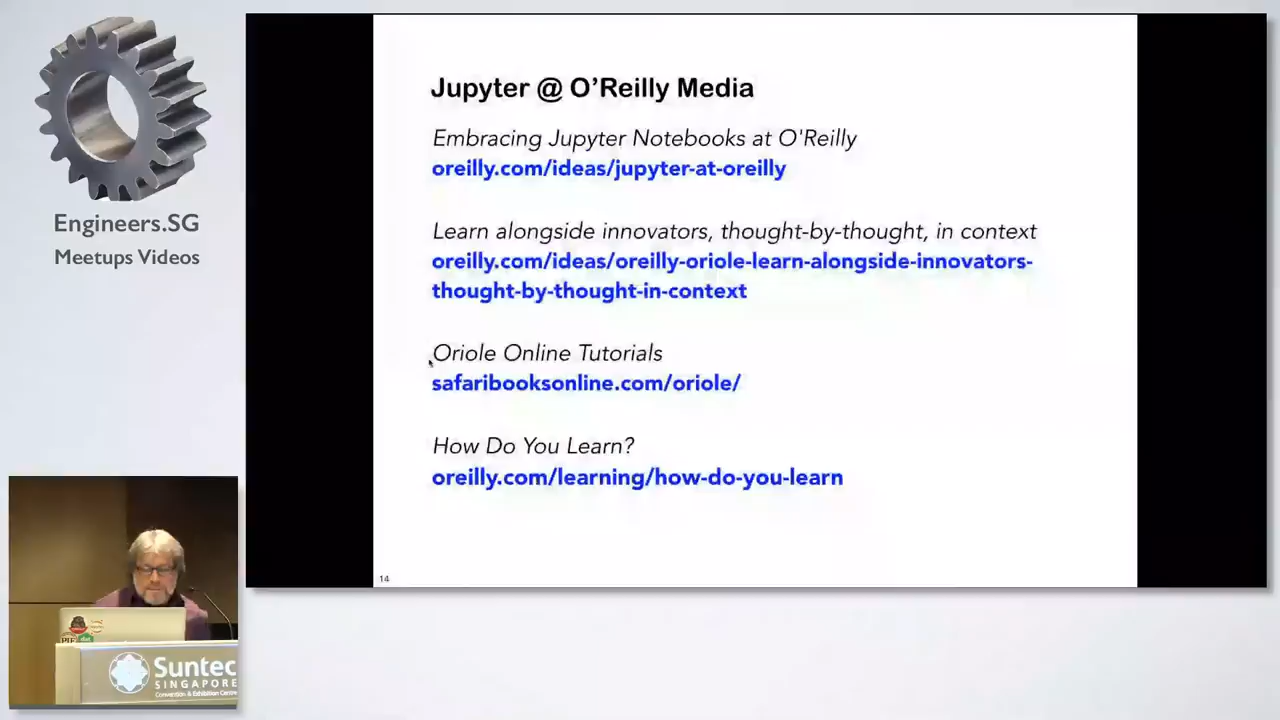 Engineers.SG
Meetups Videos
Jupyter @ O’Reilly Media
Embracing Jupyter Notebooks at O'Reilly
oreilly.com/ideas/jupyter-at-oreilly
Learn alongside innovators, thought-by-thought, in context
oreilly.com/ideas/oreilly-oriole-learn-alongside-innovators-
thought-by-thought-in-context
Oriole Online Tutorials
safaribooksonline.com/oriole/
How Do You Learn?
oreilly.com/learning/how-do-you-learn
14
Suntec
SINGAPORE
Convention & Exhibition Centre